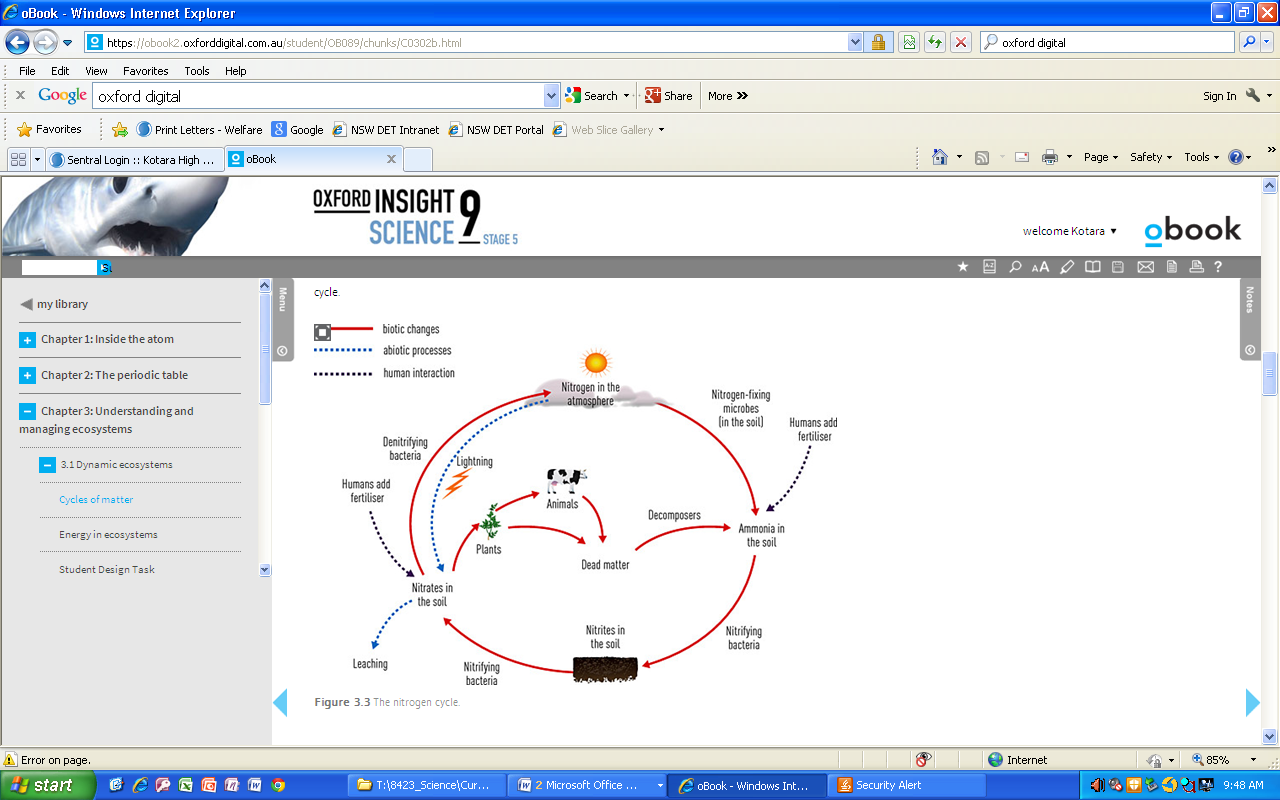 oBook - Windows Internet Explorer
https://obook2.oxforddigital.com.au/student/OB089/chunks/C0302b.html
oxford digital
File Edit View Favorites Tools Help
x Google oxford digital Search Share More »» Sign In
Favorites Print Letters - Welfare Google NSW DET Intranet NSW DET Portal Web Slice Gallery
Sentral Login :: Kotara High ... oBook x Page Safety Tools »
OXFORD INSIGHT 9
SCIENCE STAGE 5
welcome Kotara obook
A-Z AA ?
my library
Chapter 1: Inside the atom
Chapter 2: The periodic table
Chapter 3: Understanding and
managing ecosystems
3.1 Dynamic ecosystems
Cycles of matter
Energy in ecosystems
Student Design Task
Menu
Notes
cycle.
biotic changes
abiotic processes
human interaction
Nitrogen in the
atmosphere
Nitrogen-fixing
microbes
(in the soil)
Humans add
fertiliser
Denitrifying
bacteria
Lightning
Humans add
fertiliser
Animals
Plants
Decomposers
Ammonia in
the soil
Dead matter
Nitrates in
the soil
Nitrites in
the soil
Nitrifying
bacteria
Leaching
Nitrifying
bacteria
Figure 3.3 The nitrogen cycle.
Error on page. Internet 85%
start T:\8423_Science\Cur... 2 Microsoft Office ... oBook - Windows Int... Security Alert 9:48 AM